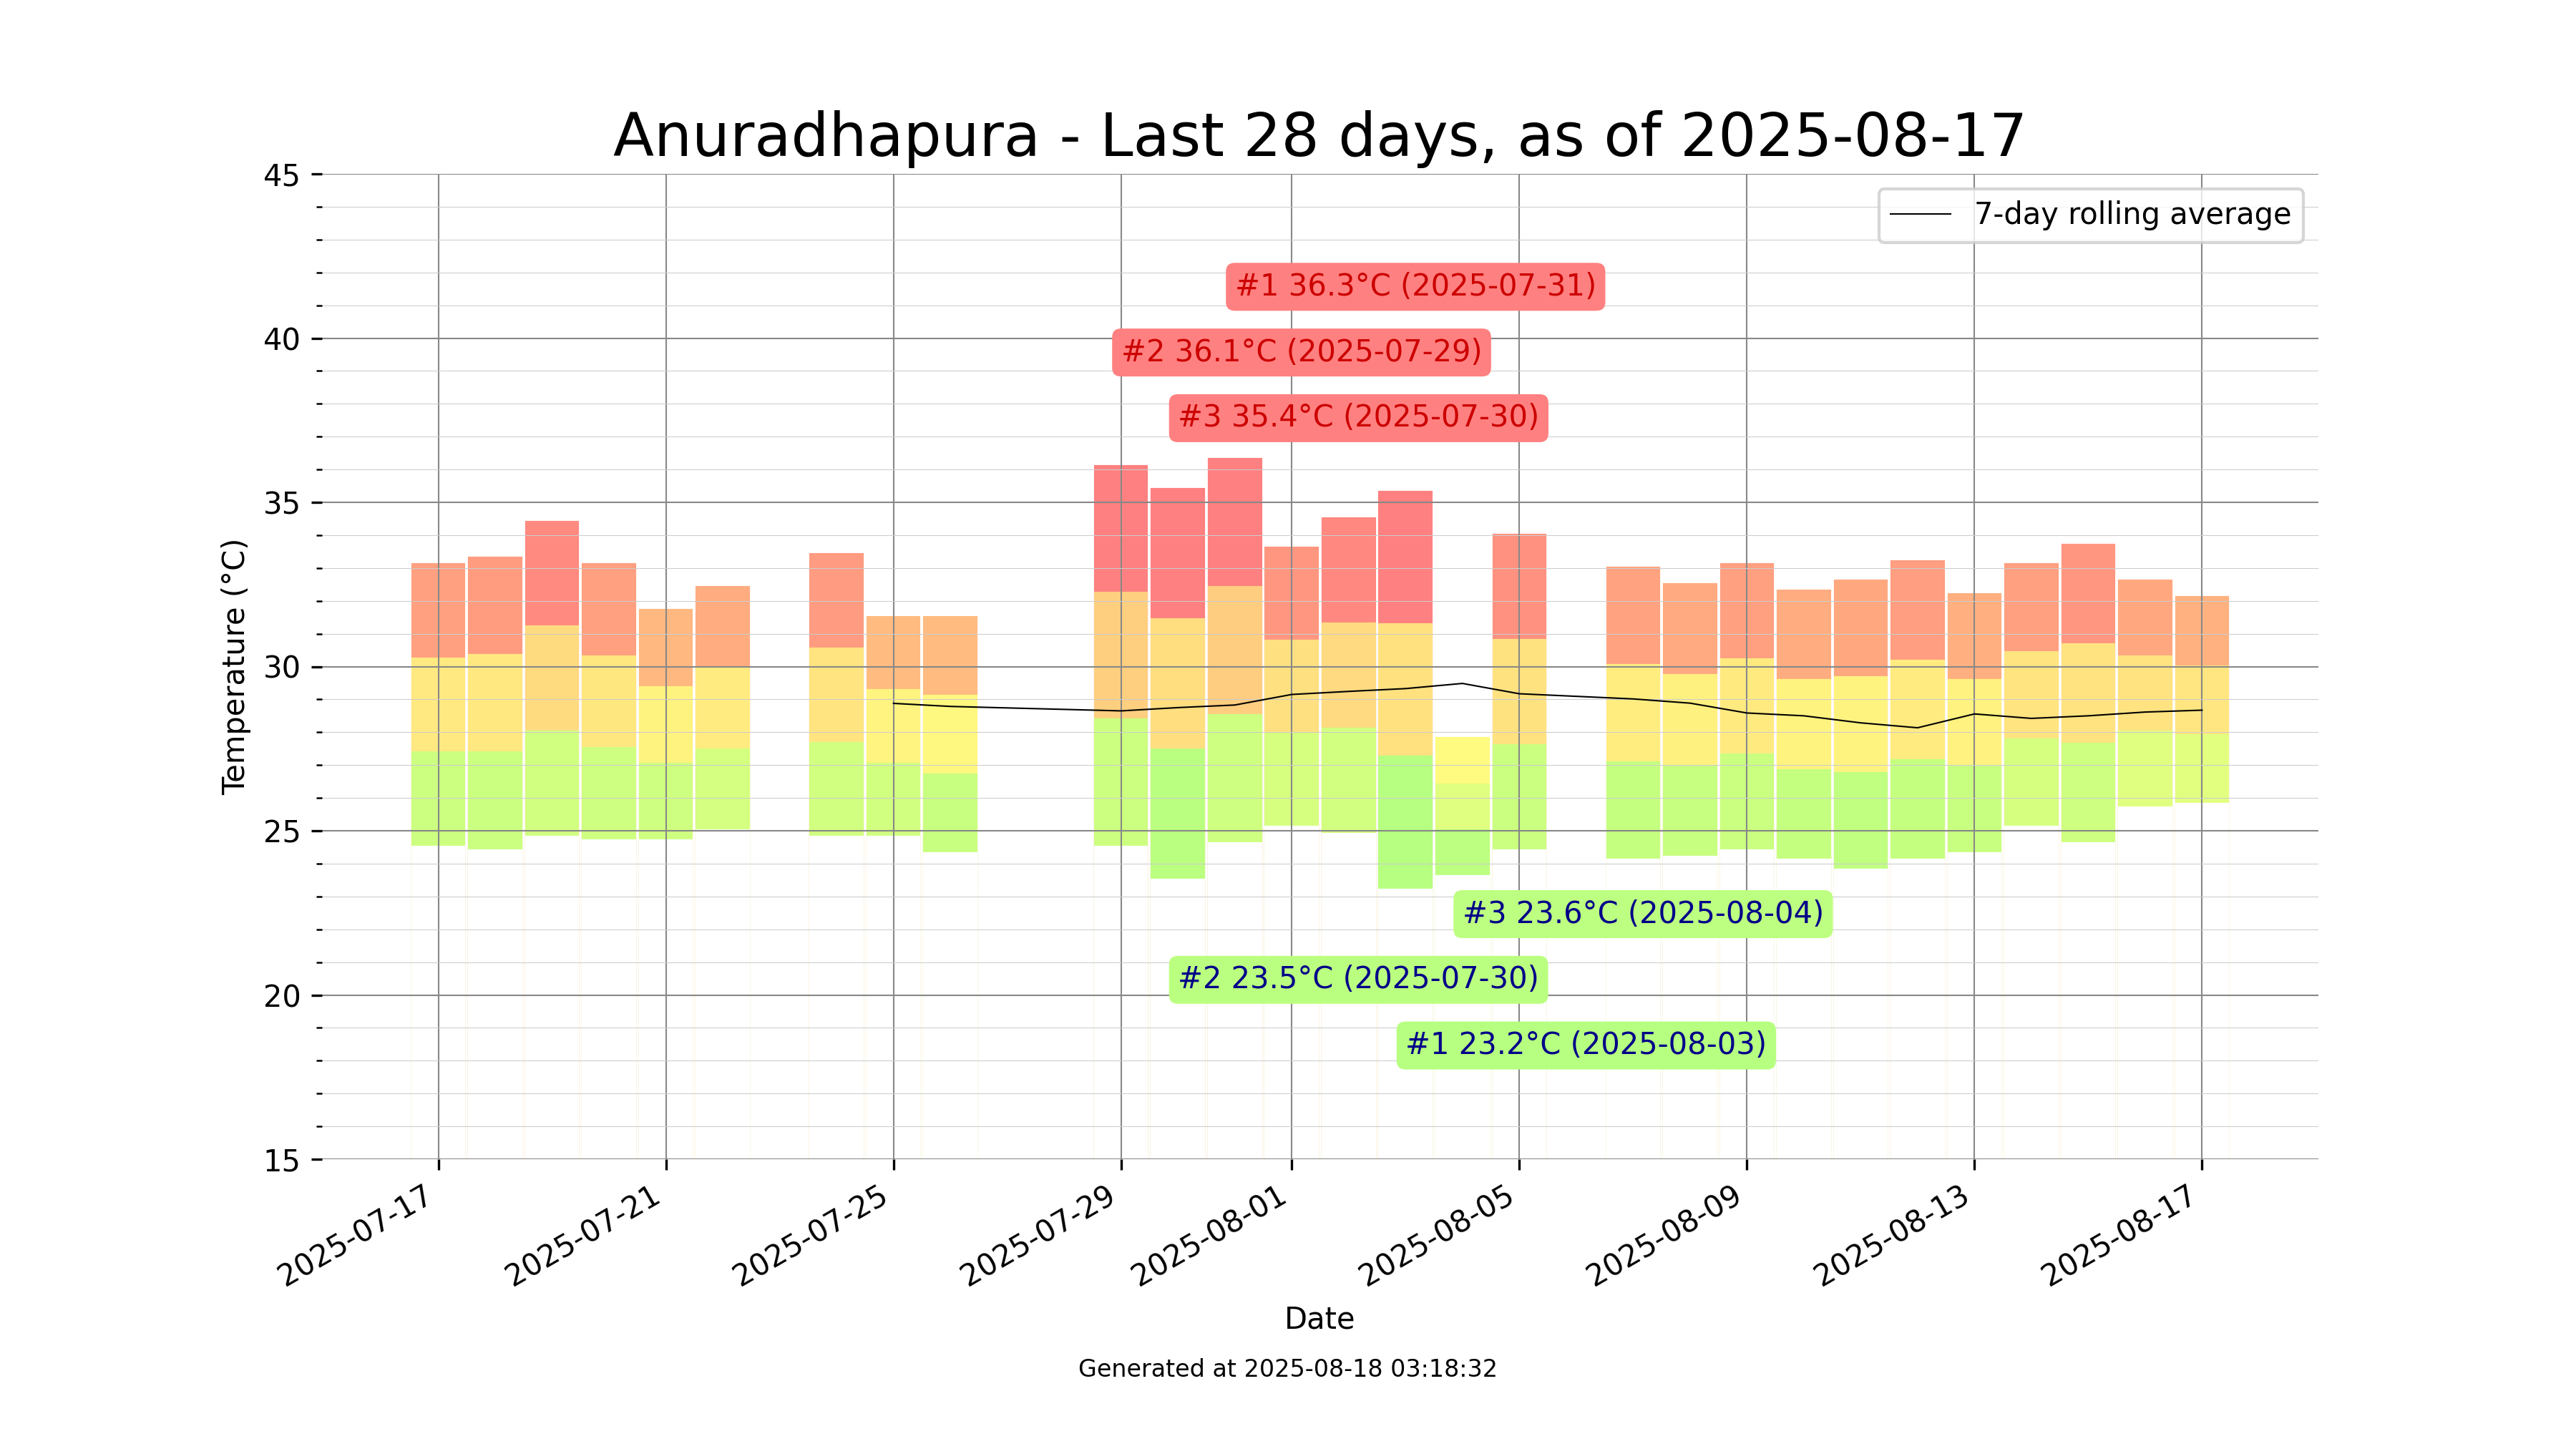 Anuradhapura - Last 28 days, as of 2025-08-17
45
7-day rolling average
#1 36.3°C (2025-07-31)
40
#2 36.1°C (2025-07-29)
#3 35.4°C (2025-07-30)
35
30
Temperature (°C)
25
#3 23.6°C (2025-08-04)
#2 23.5°C (2025-07-30)
20
#1 23.2°C (2025-08-03)
15
2025-07-17
2025-07-21
2025-07-25
2025-07-29
2025-08-01
2025-08-05
2025-08-09
2025-08-13
2025-08-17
Date
Generated at 2025-08-18 03:18:32